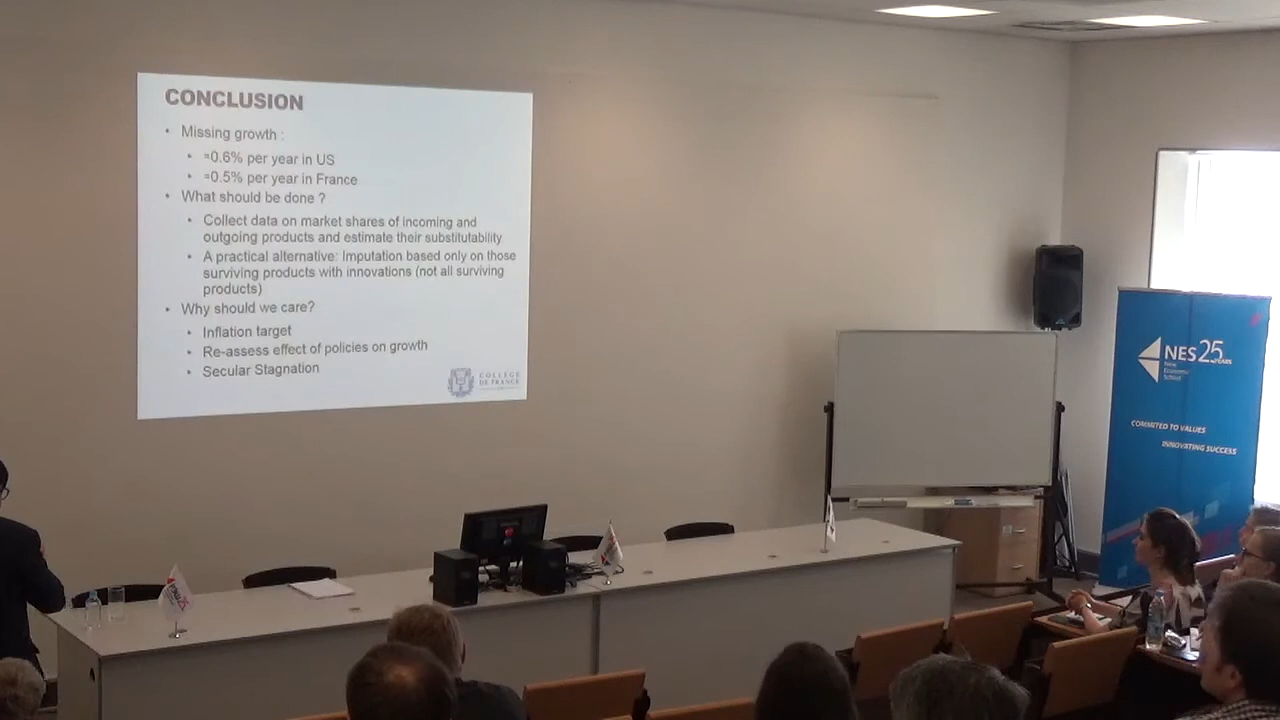 CONCLUSION
• Missing growth :
• ≈0.6% per year in US
• ≈0.5% per year in France
• What should be done ?
• Collect data on market shares of incoming and
outgoing products and estimate their substitutability
• A practical alternative: Imputation based only on those
surviving products with innovations (not all surviving
products)
• Why should we care?
• Inflation target
• Re-assess effect of policies on growth
• Secular Stagnation
COLLÈGE
DE FRANCE
NES 25 YEARS
New
Economic
School
COMMITED TO VALUES
INNOVATING SUCCESS